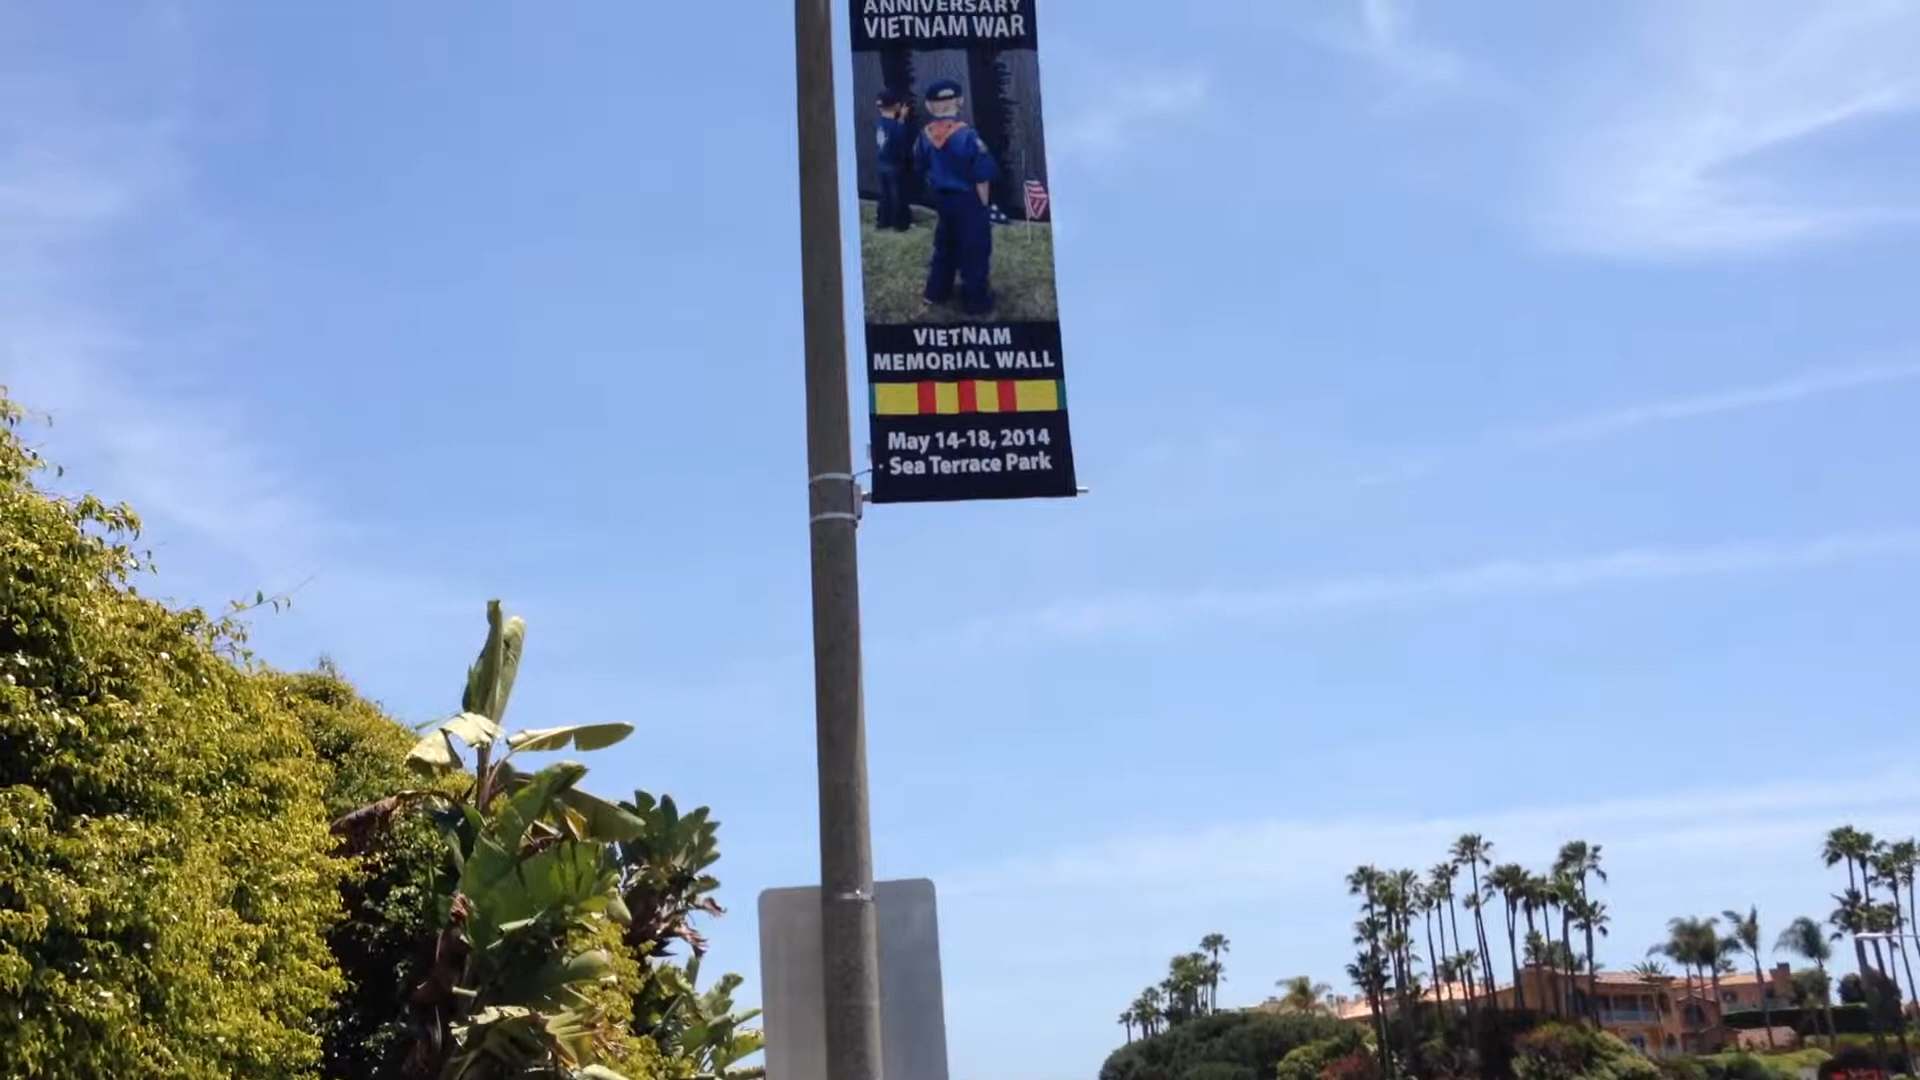 ANNIVERSARY
VIETNAM WAR
VIETNAM
MEMORIAL WALL
May 14-18, 2014
· Sea Terrace Park